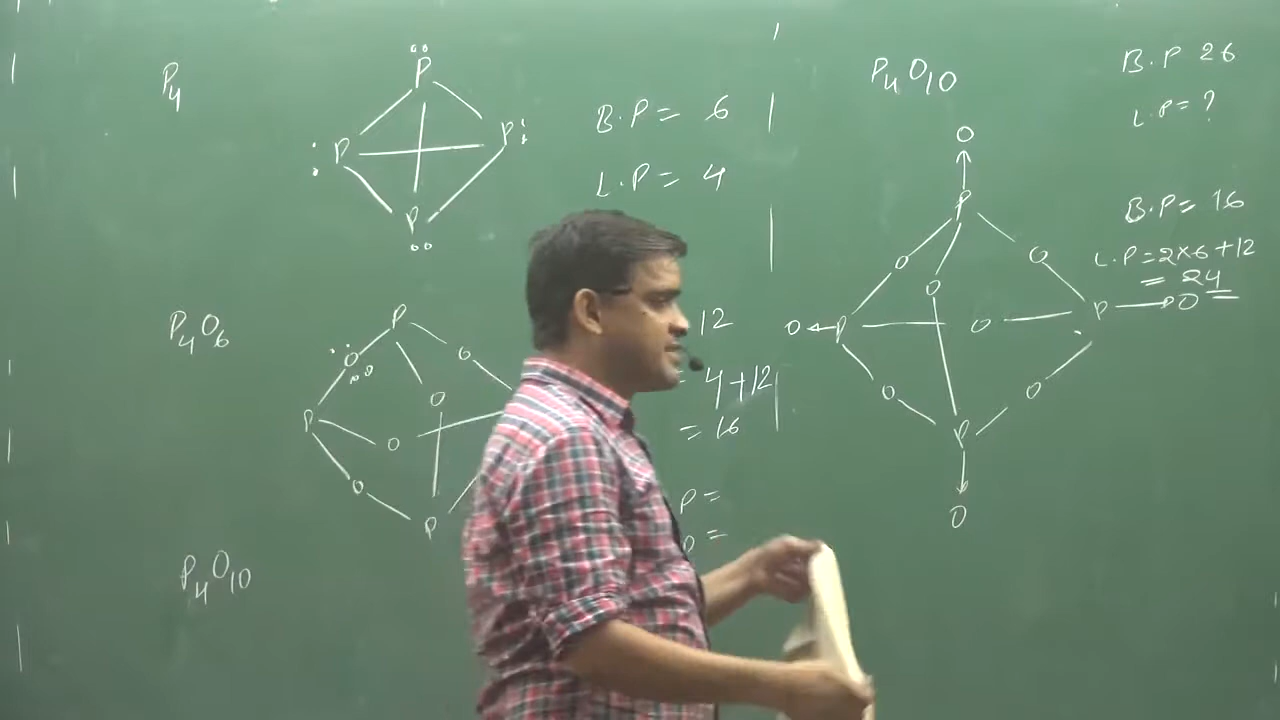 P4
P
P
P
P
B.P = 6
L.P = 4
P4O6
P
O
O
O
P
O
O
P
12
= 4+12
= 16
P =
P =
P4O10
P4O10
O
P
O
O
O
O
P
O
P
O
O
O
P
O
B.P 26
L.P = ?
B.P = 16
L.P = 2×6+12
= 24